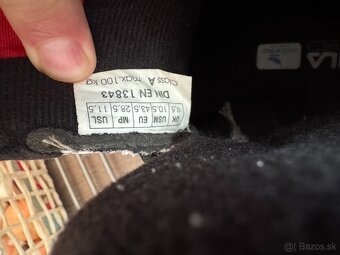 UK USM EU MP USL
9.5 10.5 43.5 28.5 11.5
DIN EN 13843
Class A max.100 kg
FILA
© Bazos.sk